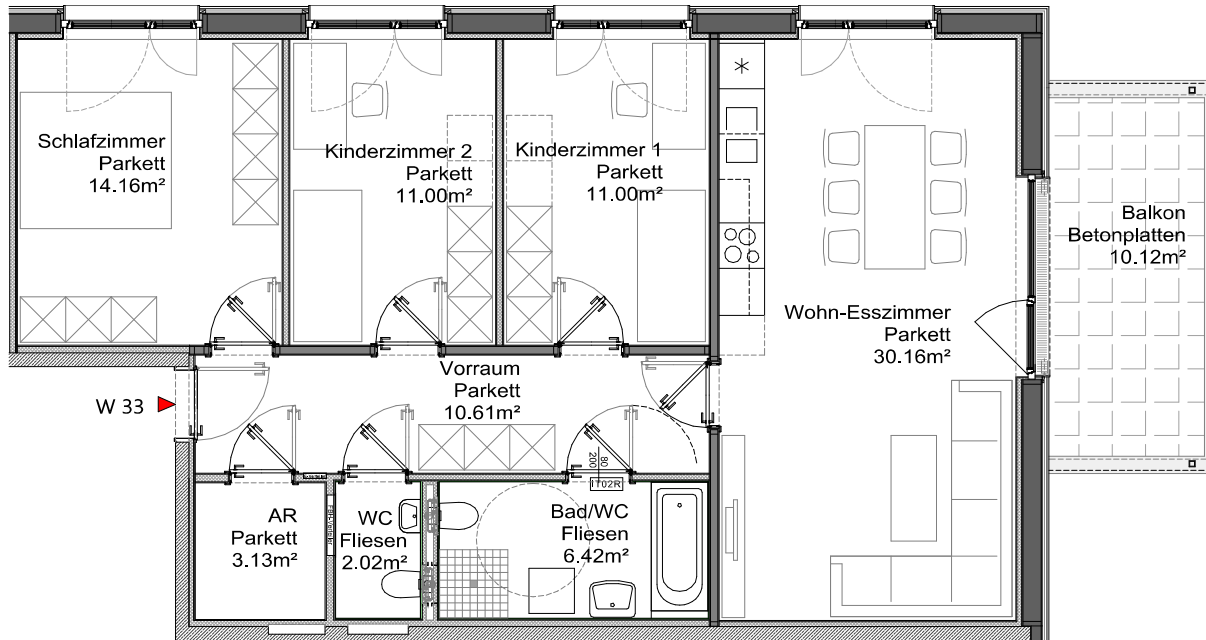 Schlafzimmer
Parkett
14.16m²
Kinderzimmer 2
Parkett
11.00m²
Kinderzimmer 1
Parkett
11.00m²
Balkon
Betonplatten
10.12m²
Wohn-Esszimmer
Parkett
30.16m²
Vorraum
Parkett
10.61m²
W 33
80
200
IT02R
AR
Parkett
3.13m²
WC
Fliesen
2.02m²
Bad/WC
Fliesen
6.42m²